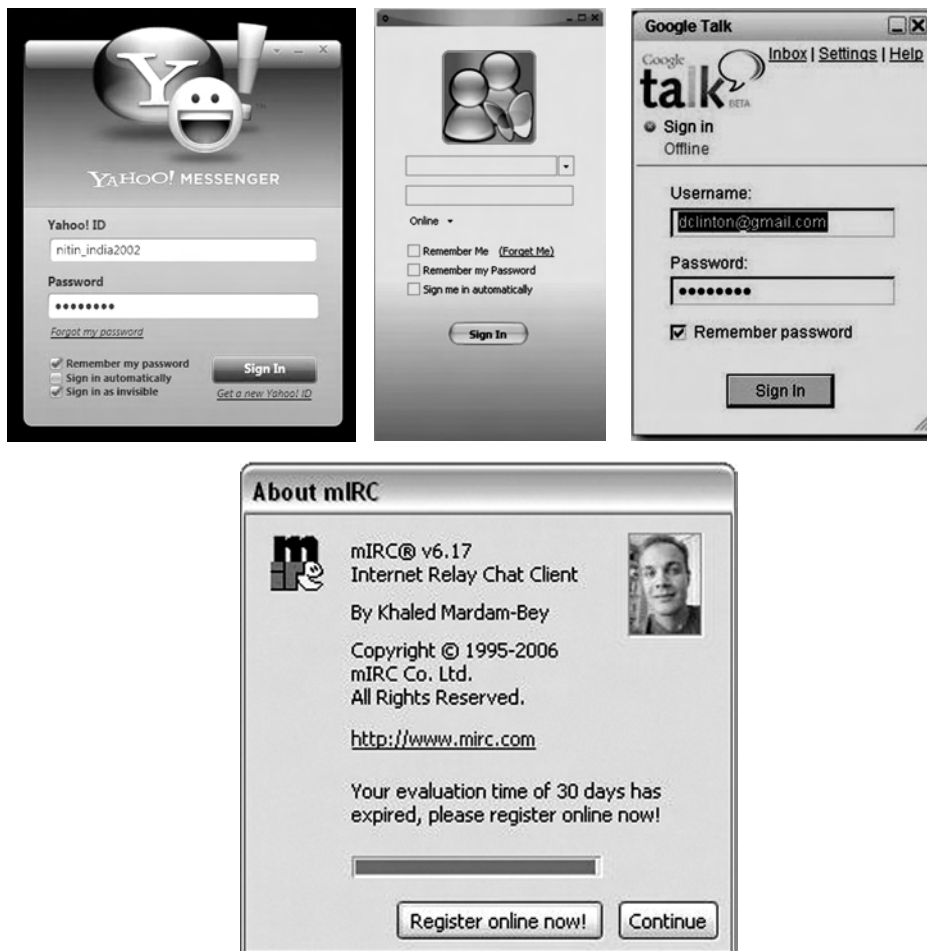 YAHOO! MESSENGER
Yahoo! ID
nitin_india2002
Password
••••••••
Forgot my password
Remember my password
Sign in automatically
Sign in as invisible
Sign In
Get a new Yahoo! ID
Online
Remember Me (Forget Me)
Remember my Password
Sign me in automatically
Sign In
Google Talk
Inbox | Settings | Help
Google
talk
BETA
Sign in
Offline
Username:
dclinton@gmail.com
Password:
••••••••
Remember password
Sign In
About mIRC
mIRC® v6.17
Internet Relay Chat Client
By Khaled Mardam-Bey
Copyright © 1995-2006
mIRC Co. Ltd.
All Rights Reserved.
http://www.mirc.com
Your evaluation time of 30 days has
expired, please register online now!
Register online now! Continue